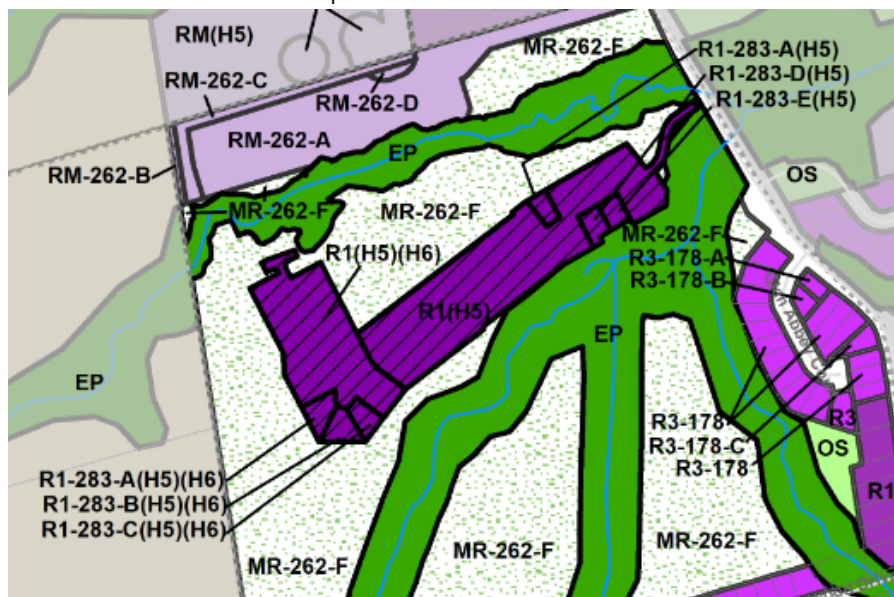 RM(H5)
MR-262-F
R1-283-A(H5)
RM-262-C
R1-283-D(H5)
RM-262-D
R1-283-E(H5)
RM-262-A
EP
RM-262-B
OS
MR-262-F
MR-262-F
MR-262-F
R1(H5)(H6)
R3-178-A
R3-178-B
R1(H5)
EP
EP
R3-178
R3
R3-178-C
OS
R3-178
R1-283-A(H5)(H6)
R1-283-B(H5)(H6)
R1
R1-283-C(H5)(H6)
MR-262-F
MR-262-F
MR-262-F